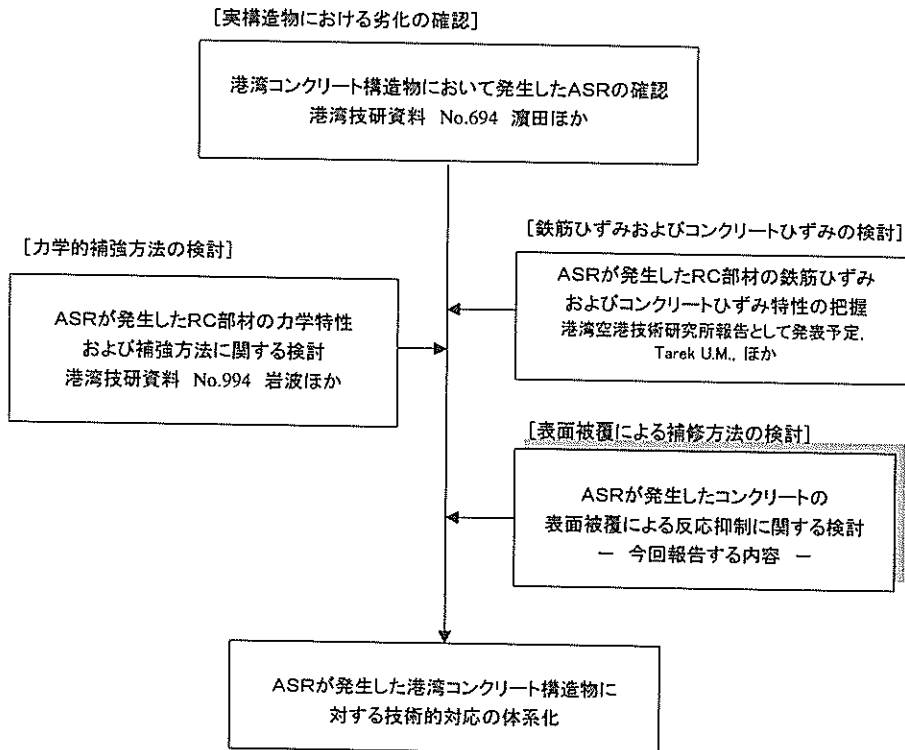 [実構造物における劣化の確認]
港湾コンクリート構造物において発生したASRの確認
港湾技研資料 No.694 濱田ほか
[力学的補強方法の検討]
ASRが発生したRC部材の力学特性
および補強方法に関する検討
港湾技研資料 No.994 岩波ほか
[鉄筋ひずみおよびコンクリートひずみの検討]
ASRが発生したRC部材の鉄筋ひずみ
およびコンクリートひずみ特性の把握
港湾空港技術研究所報告として発表予定,
Tarek U.M., ほか
[表面被覆による補修方法の検討]
ASRが発生したコンクリートの
表面被覆による反応抑制に関する検討
－ 今回報告する内容 －
ASRが発生した港湾コンクリート構造物に
対する技術的対応の体系化